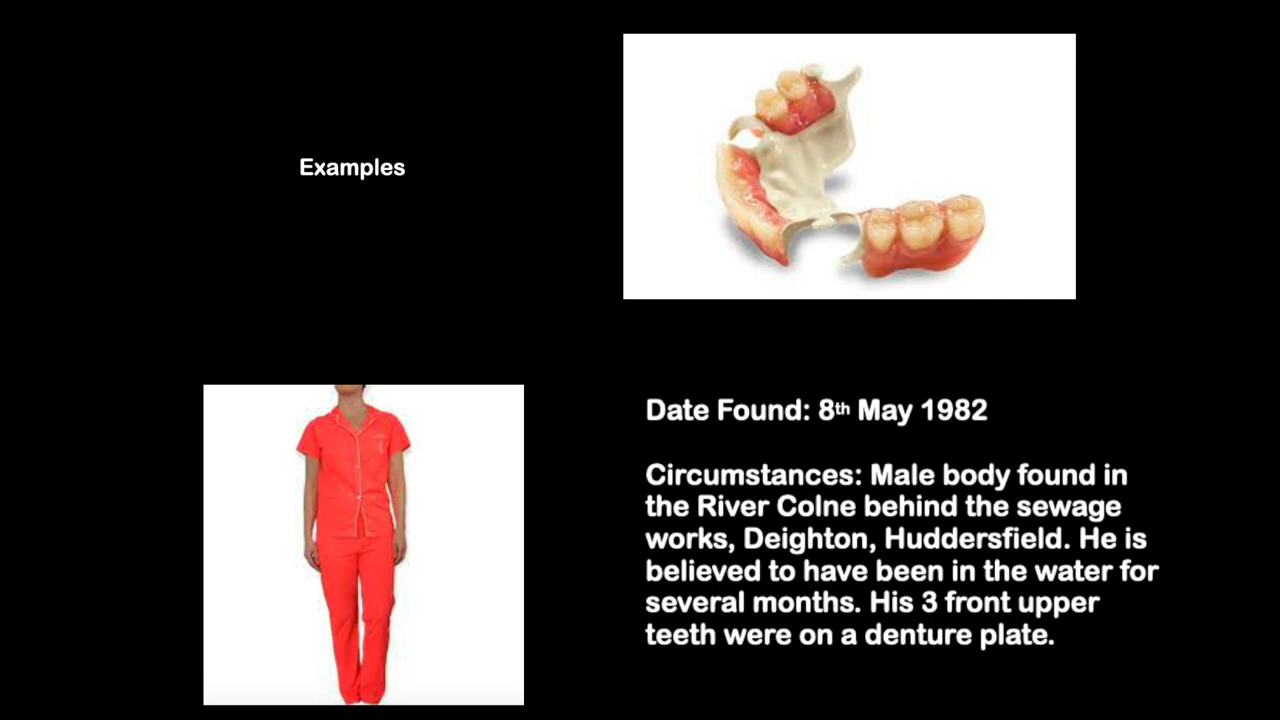 Examples
Date Found: 8th May 1982
Circumstances: Male body found in
the River Colne behind the sewage
works, Deighton, Huddersfield. He is
believed to have been in the water for
several months. His 3 front upper
teeth were on a denture plate.